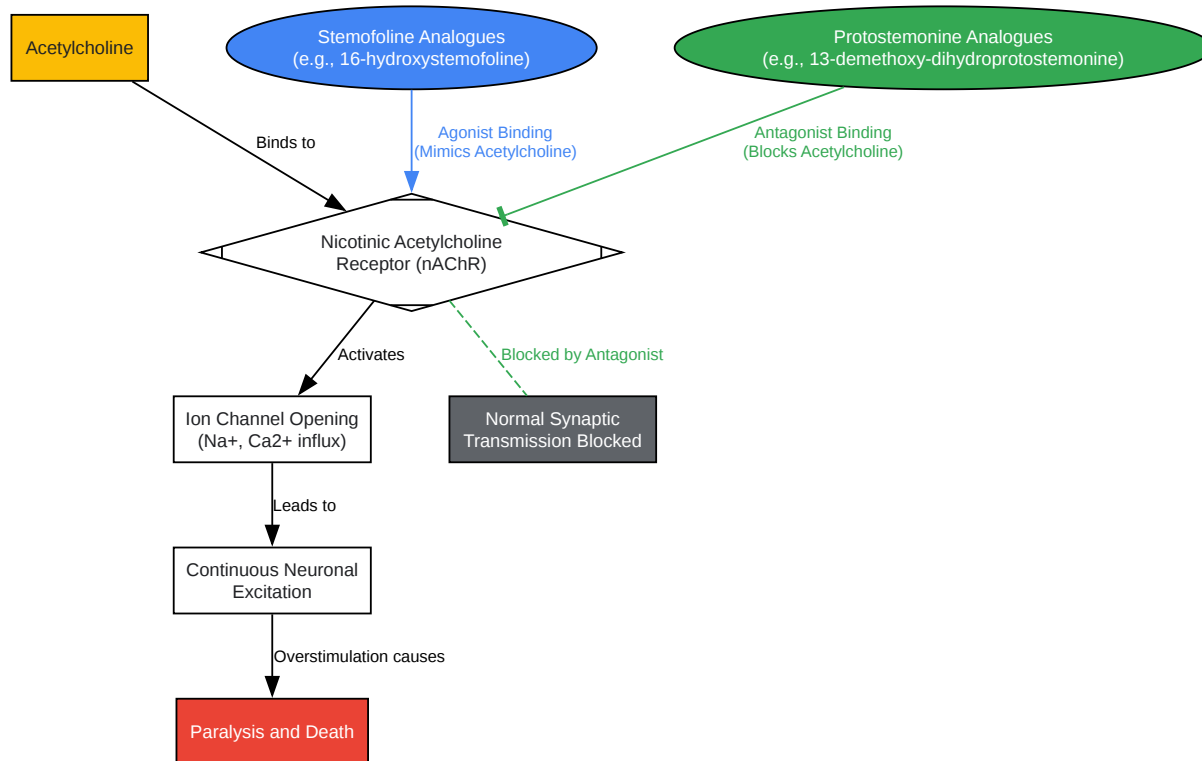 Acetylcholine
Stemofoline Analogues
(e.g., 16-hydroxystemofoline)
Protostemonine Analogues
(e.g., 13-demethoxy-dihydroprotostemonine)
Binds to
Agonist Binding
(Mimics Acetylcholine)
Antagonist Binding
(Blocks Acetylcholine)
Nicotinic Acetylcholine
Receptor (nAChR)
Activates
Blocked by Antagonist
Ion Channel Opening
(Na+, Ca2+ influx)
Normal Synaptic
Transmission Blocked
Leads to
Continuous Neuronal
Excitation
Overstimulation causes
Paralysis and Death